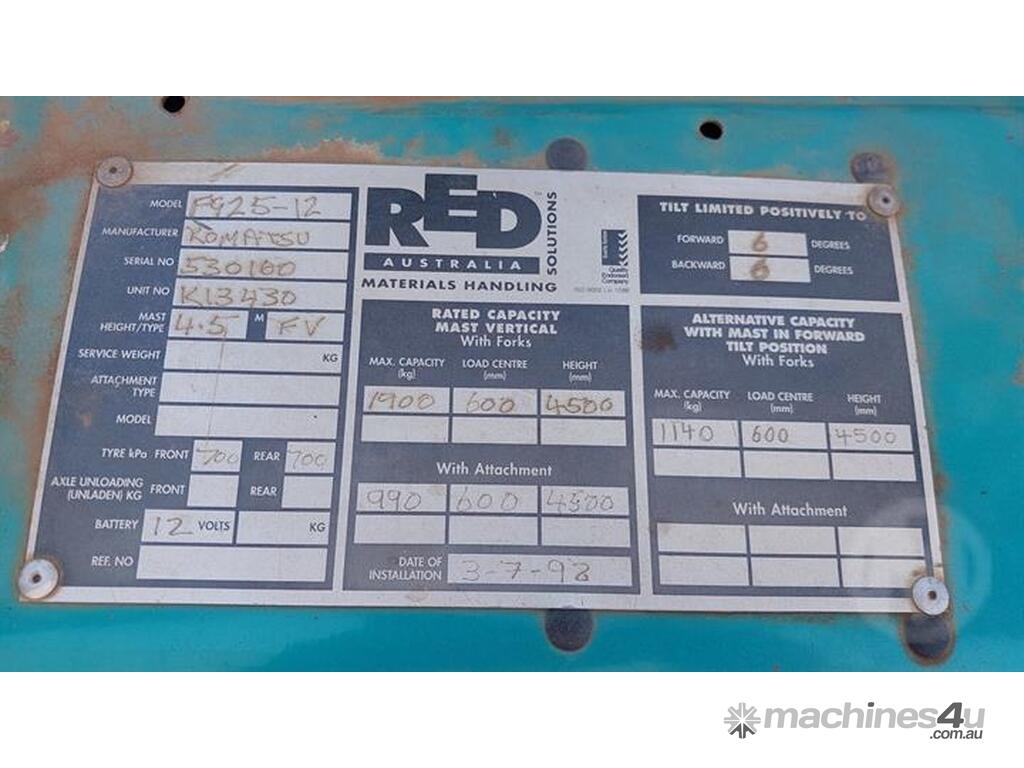 MODEL FG25-12
MANUFACTURER KOMATSU
SERIAL NO 530160
UNIT NO K13430
MAST HEIGHT/TYPE 4.5 M FV
SERVICE WEIGHT KG
ATTACHMENT TYPE
MODEL
TYRE kPa FRONT 700 REAR 700
AXLE UNLOADING (UNLADEN) KG FRONT REAR
BATTERY 12 VOLTS KG
REF. NO
RED
AUSTRALIA
SOLUTIONS
MATERIALS HANDLING
Quality
Endorsed
Company
RATED CAPACITY
MAST VERTICAL
With Forks
MAX. CAPACITY (kg) LOAD CENTRE (mm) HEIGHT (mm)
1900 600 4500
With Attachment
990 600 4500
DATE OF INSTALLATION 3-7-98
TILT LIMITED POSITIVELY TO
FORWARD 6 DEGREES
BACKWARD 6 DEGREES
ALTERNATIVE CAPACITY
WITH MAST IN FORWARD
TILT POSITION
With Forks
MAX. CAPACITY (kg) LOAD CENTRE (mm) HEIGHT (mm)
1140 600 4500
With Attachment
machines4u
.com.au